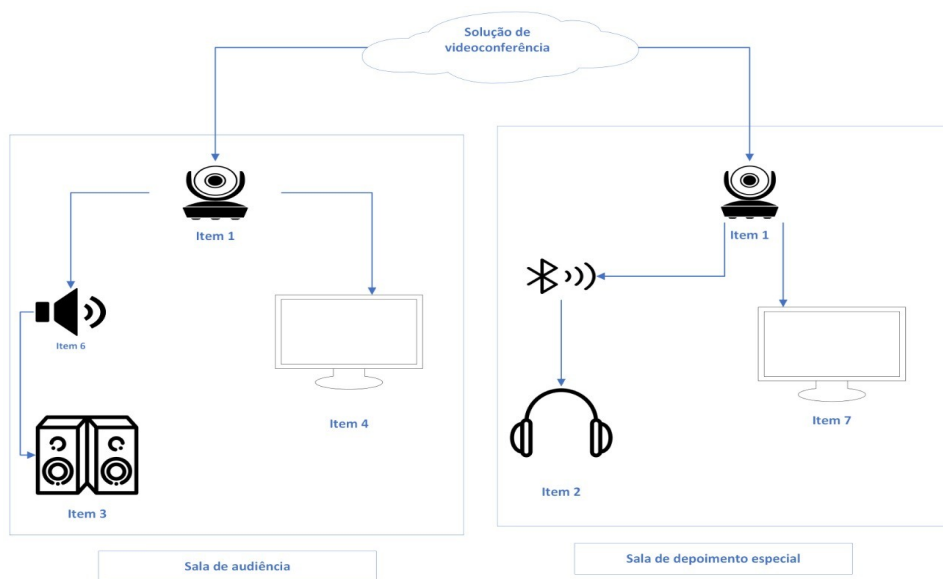 Solução de
videoconferência
Item 1
Item 6
Item 4
Item 3
Sala de audiência
Item 1
Item 7
Item 2
Sala de depoimento especial